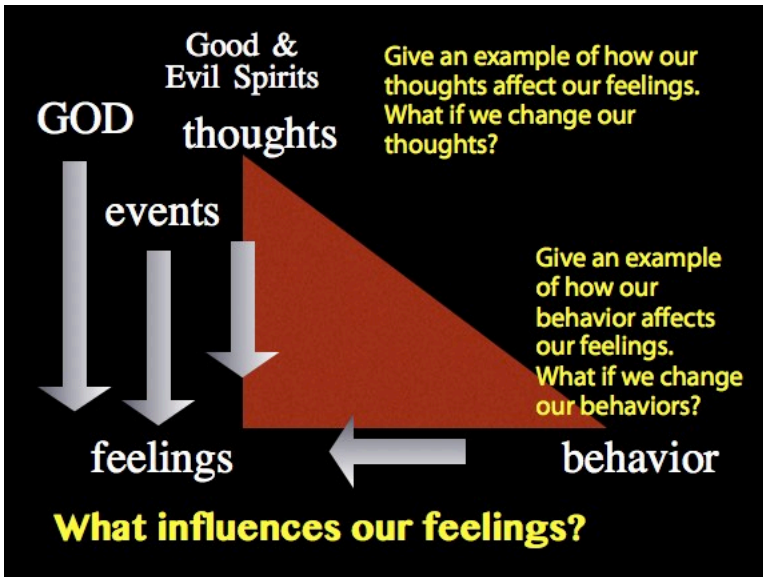 Good &
Evil Spirits
GOD
thoughts
Give an example of how our
thoughts affect our feelings.
What if we change our
thoughts?
events
Give an example
of how our
behavior affects
our feelings.
What if we change
our behaviors?
feelings
behavior
What influences our feelings?